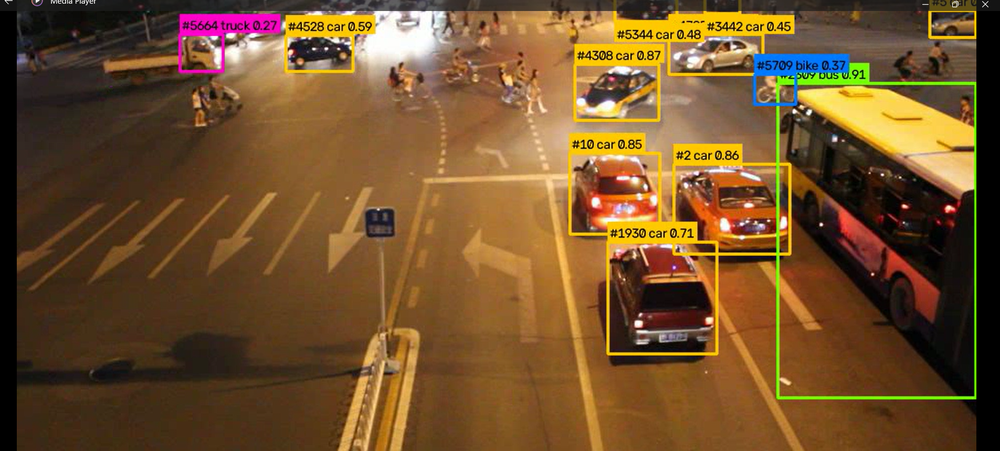 Media Player
#5664 truck 0.27
#4528 car 0.59
#3442 car 0.45
#5344 car 0.48
#4308 car 0.87
#5709 bike 0.37
#2609 bus 0.91
#10 car 0.85
#2 car 0.86
#1930 car 0.71